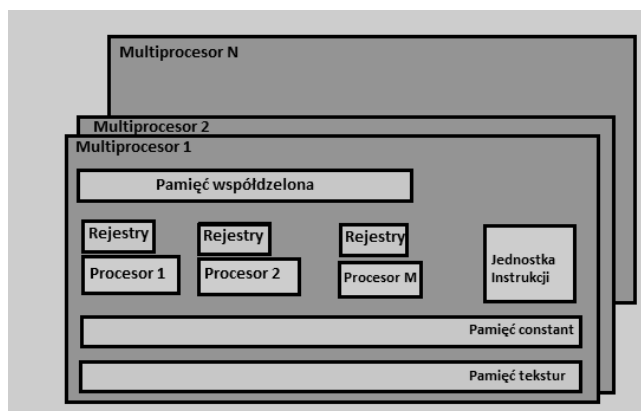 Multiprocesor N
Multiprocesor 2
Multiprocesor 1
Pamięć współdzelona
Rejestry Rejestry Rejestry
Procesor 1 Procesor 2 Procesor M
Jednostka
Instrukcji
Pamięć constant
Pamięć tekstur